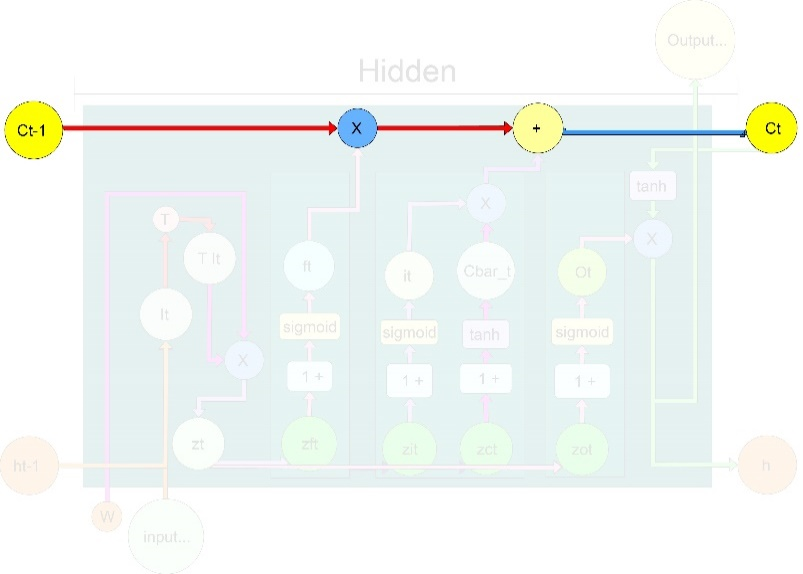 Output...
Hidden
Ct-1
X
+
Ct
tanh
T
X
X
T It
ft
it
Cbar_t
Ot
It
sigmoid
sigmoid
tanh
sigmoid
X
1 +
1 +
1 +
1 +
zt
zft
zit
zct
zot
ht-1
h
W
input...